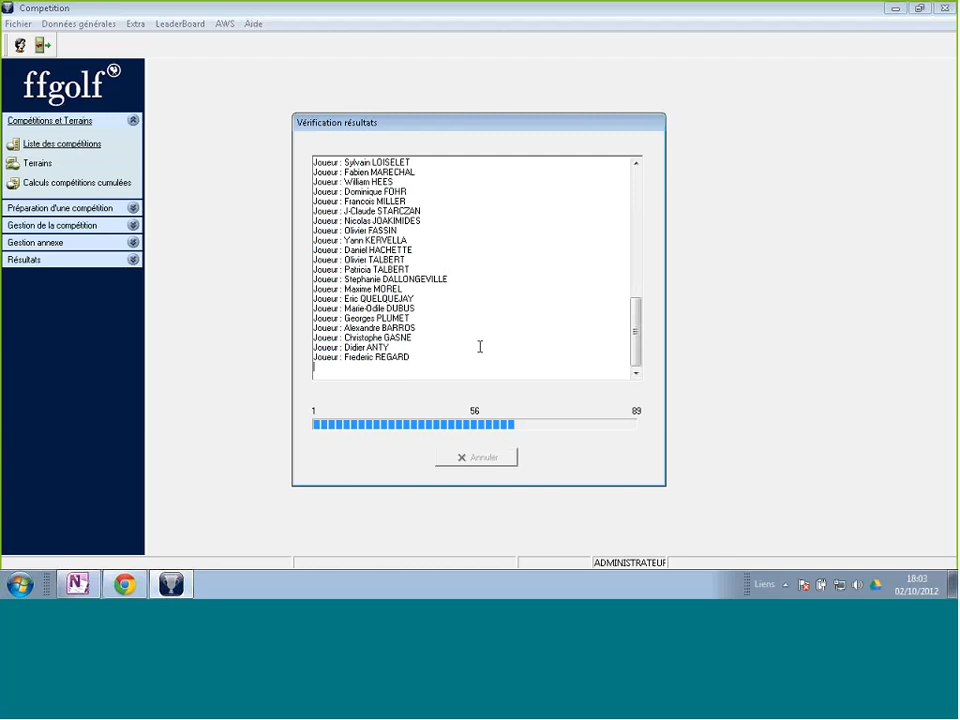 Competition
Fichier Données générales Extra LeaderBoard AWS Aide
ffgolf
Compétitions et Terrains
Liste des compétitions
Terrains
Calculs compétitions cumulées
Préparation d'une compétition
Gestion de la compétition
Gestion annexe
Résultats
Vérification résultats
Joueur : Sylvain LOISELET
Joueur : Fabien MARECHAL
Joueur : William HEES
Joueur : Dominique FOHR
Joueur : Francois MILLER
Joueur : J-Claude STARCZAN
Joueur : Nicolas JOAKIMIDES
Joueur : Olivier FASSIN
Joueur : Yann KERVELLA
Joueur : Daniel HACHETTE
Joueur : Olivier TALBERT
Joueur : Patricia TALBERT
Joueur : Stephanie DALLONGEVILLE
Joueur : Maxime MOREL
Joueur : Eric QUELQUEJAY
Joueur : Marie-Odile DUBUS
Joueur : Georges PLUMET
Joueur : Alexandre BARROS
Joueur : Christophe GASNE
Joueur : Didier ANTY
Joueur : Frederic REGARD
1 56 89
Annuler
ADMINISTRATEUR
Liens
18:03
02/10/2012